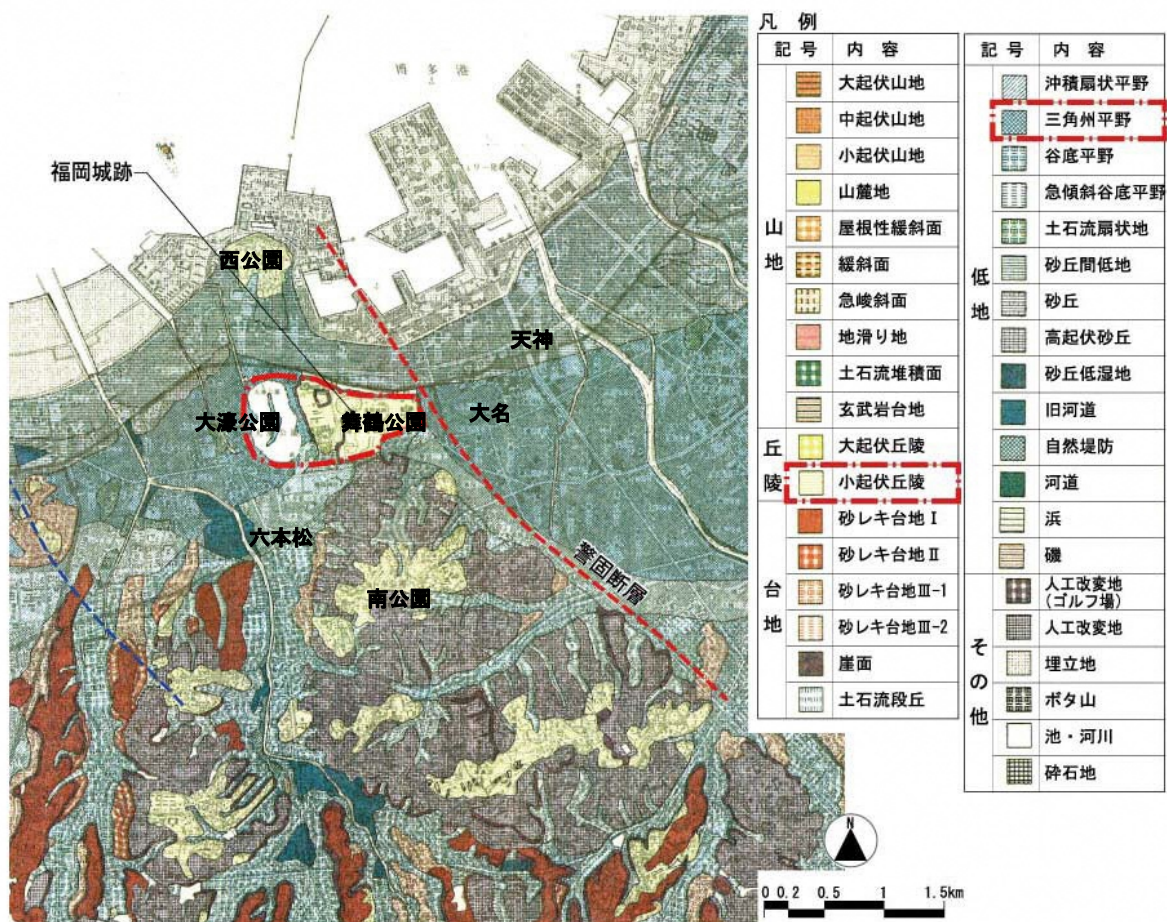 博多港
福岡城跡
西公園
天神
大濠公園
舞鶴公園
大名
六本松
警固断層
南公園
凡 例
記 号 内 容
山地
大起伏山地
中起伏山地
小起伏山地
山麓地
屋根性緩斜面
緩斜面
急峻斜面
地滑り地
土石流堆積面
玄武岩台地
丘陵
大起伏丘陵
小起伏丘陵
台地
砂レキ台地Ⅰ
砂レキ台地Ⅱ
砂レキ台地Ⅲ-1
砂レキ台地Ⅲ-2
崖面
土石流段丘
記 号 内 容
低地
沖積扇状平野
三角州平野
谷底平野
急傾斜谷底平野
土石流扇状地
砂丘間低地
砂丘
高起伏砂丘
砂丘低湿地
旧河道
自然堤防
河道
浜
磯
その他
人工改変地
(ゴルフ場)
人工改変地
埋立地
ボタ山
池・河川
砕石地
N
0 0.2 0.5 1 1.5km